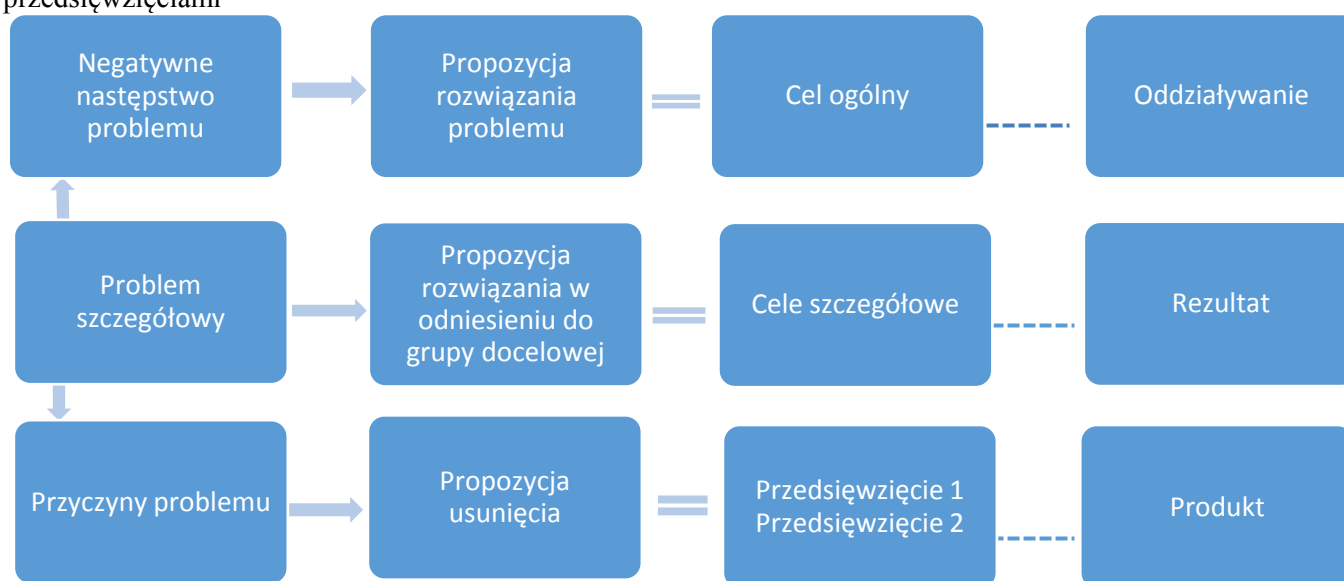 przedsięwzięciami
Negatywne
następstwo
problemu
Propozycja
rozwiązania
problemu
Cel ogólny
Oddziaływanie
Problem
szczegółowy
Propozycja
rozwiązania w
odniesieniu do
grupy docelowej
Cele szczegółowe
Rezultat
Przyczyny problemu
Propozycja
usunięcia
Przedsięwzięcie 1
Przedsięwzięcie 2
Produkt